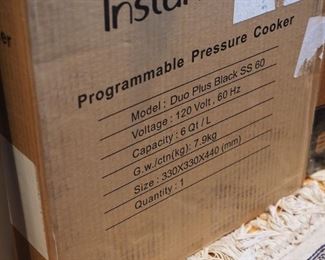 Instan
er
Programmable Pressure Cooker
Model : Duo Plus Black SS 60
Voltage : 120 Volt , 60 Hz
Capacity : 6 Qt / L
G.w./ctn(kg): 7.9kg
Size : 330X330X440 (mm)
Quantity : 1